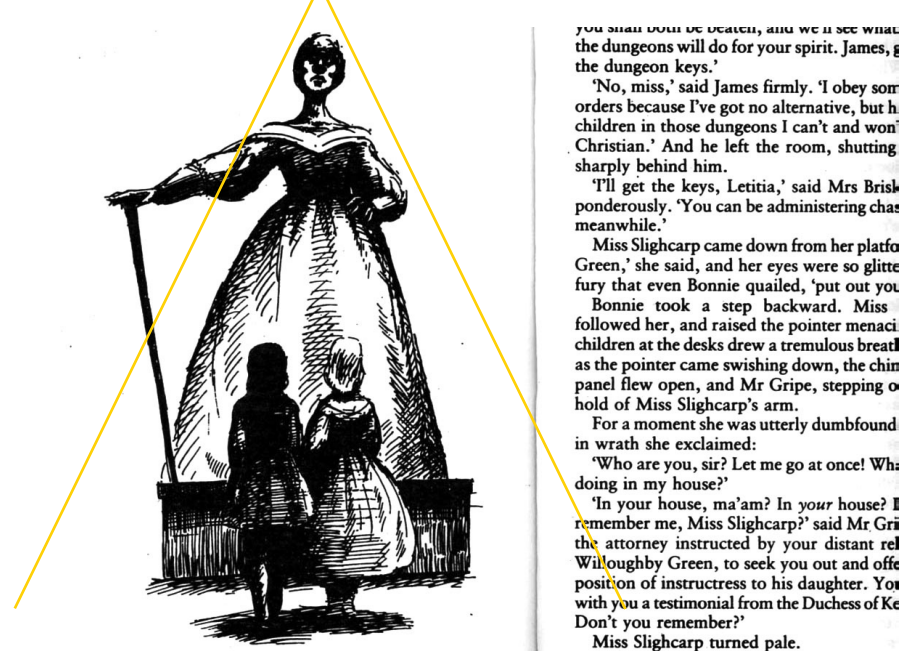 you shall both be beaten, and we'll see what
the dungeons will do for your spirit. James,
the dungeon keys.'
'No, miss,' said James firmly. 'I obey
orders because I've got no alternative, but
children in those dungeons I can't and
Christian.' And he left the room, shutting
sharply behind him.
'I'll get the keys, Letitia,' said Mrs
ponderously. 'You can be administering
meanwhile.'
Miss Slighcarp came down from her
Green,' she said, and her eyes were so
fury that even Bonnie quailed, 'put out
Bonnie took a step backward. Miss
followed her, and raised the pointer
children at the desks drew a tremulous
as the pointer came swishing down, the
panel flew open, and Mr Gripe, stepping
hold of Miss Slighcarp's arm.
For a moment she was utterly
in wrath she exclaimed:
'Who are you, sir? Let me go at once!
doing in my house?'
'In your house, ma'am? In your house?
remember me, Miss Slighcarp?' said Mr
the attorney instructed by your distant
Willoughby Green, to seek you out and
position of instructress to his daughter.
with you a testimonial from the Duchess of
Don't you remember?'
Miss Slighcarp turned pale.